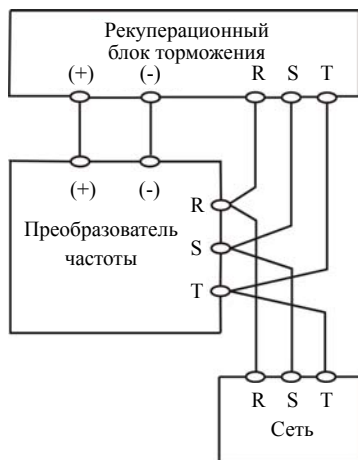 Рекуперационный
блок торможения
(+) (-) R S T
(+) (-)
R
Преобразователь
частоты
S
T
R S T
Сеть